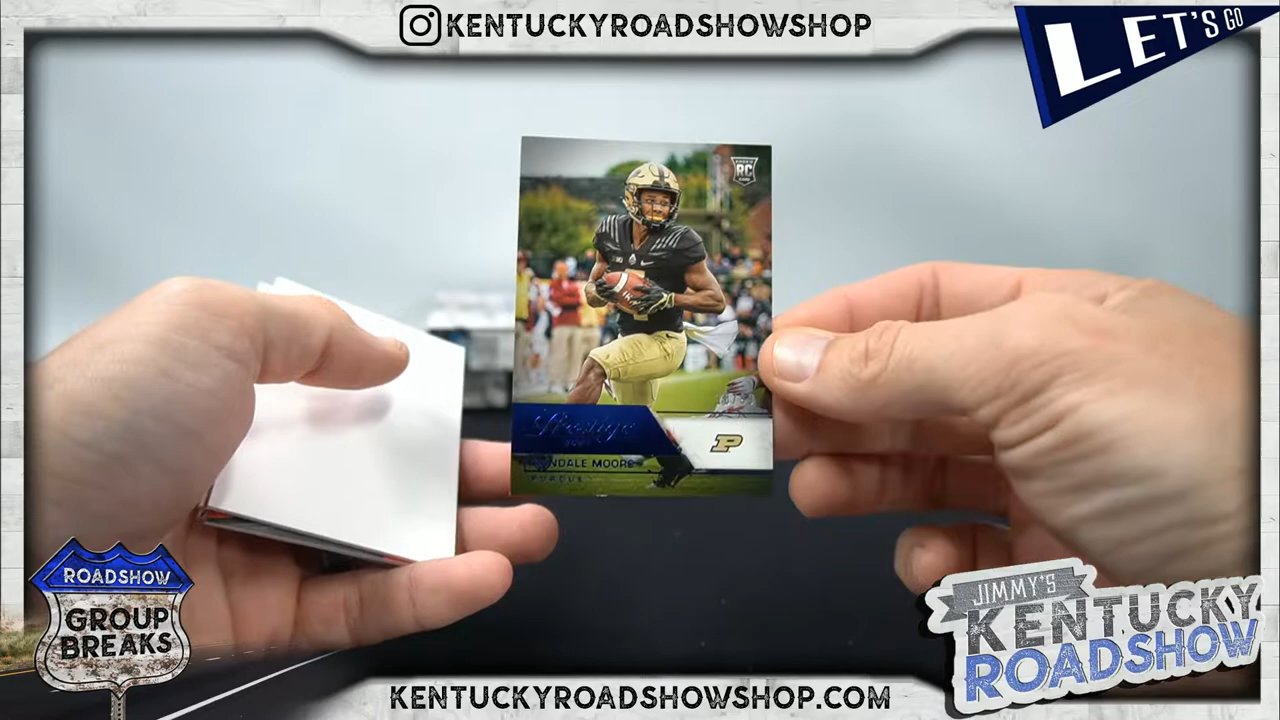 KENTUCKYROADSHOWSHOP
LET'S GO
RC
Prestige
P
NDALE MOORE
PURDUE
ROADSHOW
GROUP
BREAKS
JIMMY'S
KENTUCKY
ROADSHOW
KENTUCKYROADSHOWSHOP.COM